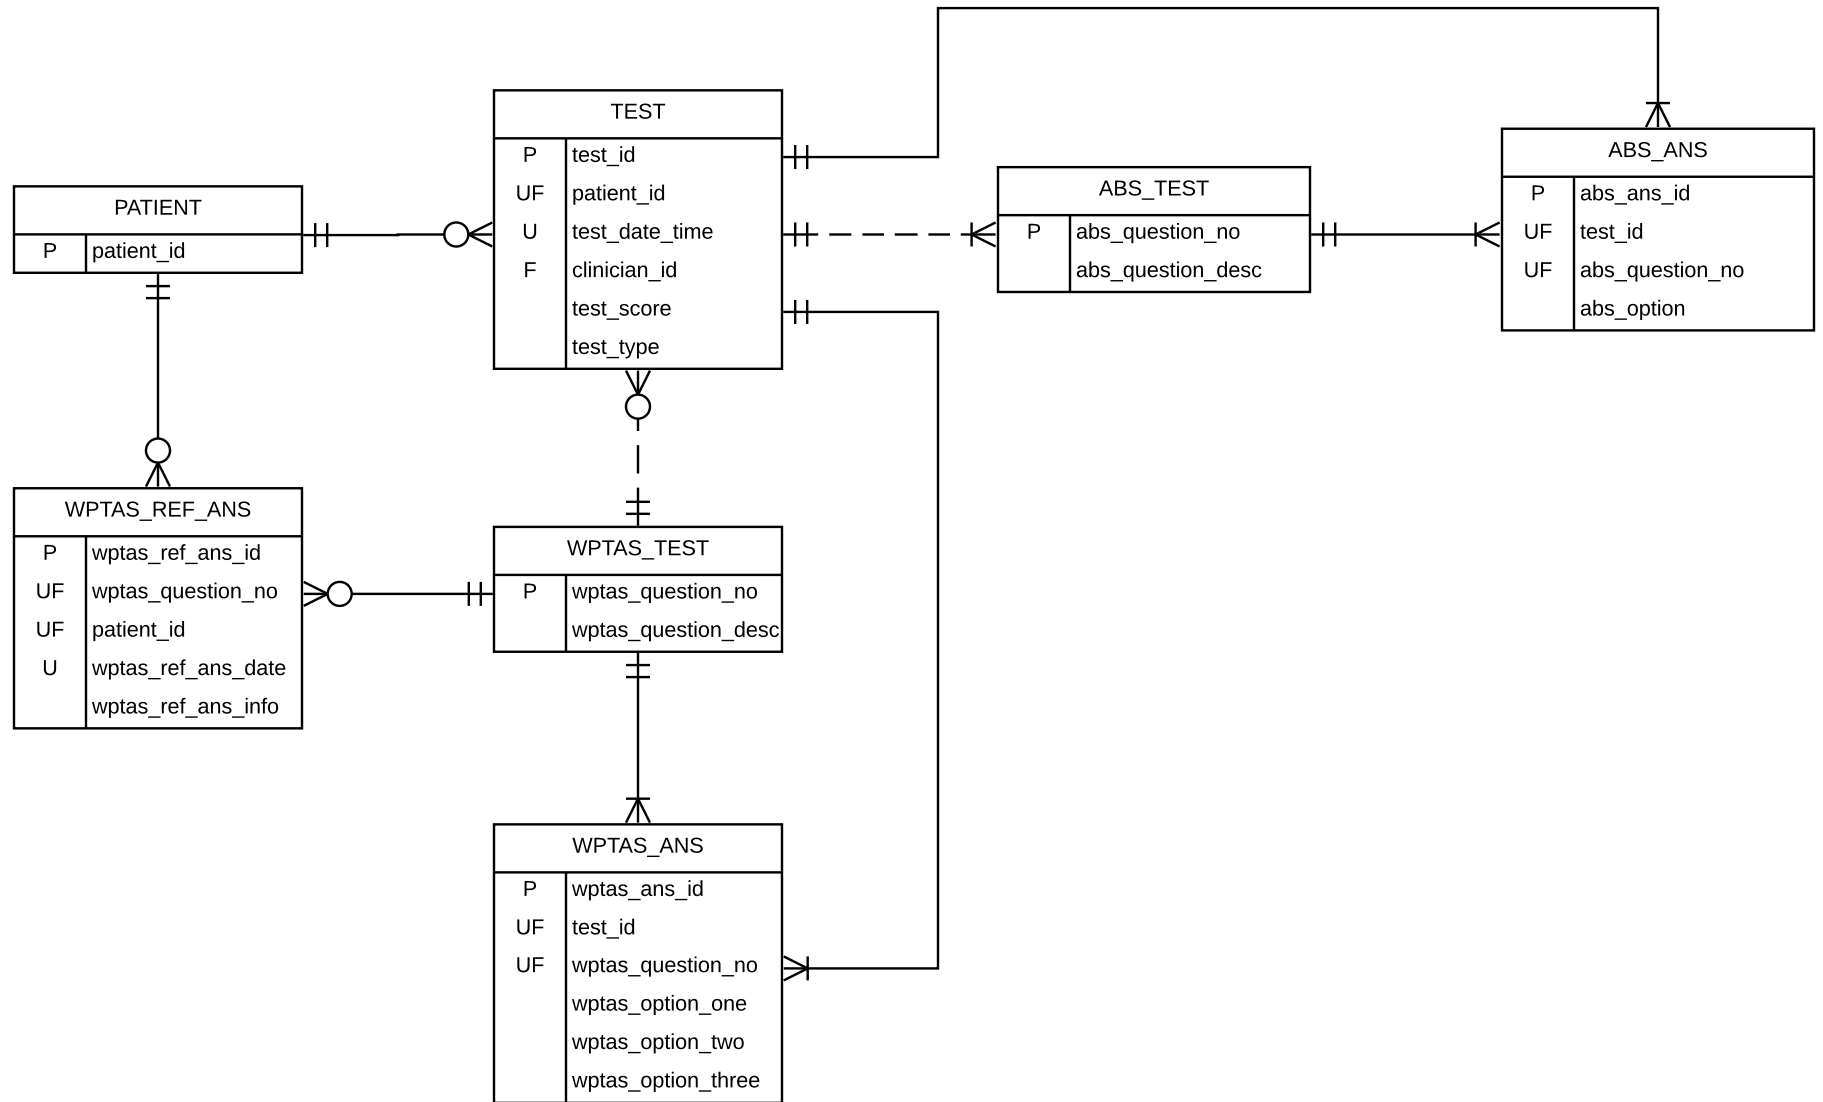 PATIENT
P patient_id
TEST
P test_id
UF patient_id
U test_date_time
F clinician_id
test_score
test_type
ABS_TEST
P abs_question_no
abs_question_desc
ABS_ANS
P abs_ans_id
UF test_id
UF abs_question_no
abs_option
WPTAS_REF_ANS
P wptas_ref_ans_id
UF wptas_question_no
UF patient_id
U wptas_ref_ans_date
wptas_ref_ans_info
WPTAS_TEST
P wptas_question_no
wptas_question_desc
WPTAS_ANS
P wptas_ans_id
UF test_id
UF wptas_question_no
wptas_option_one
wptas_option_two
wptas_option_three